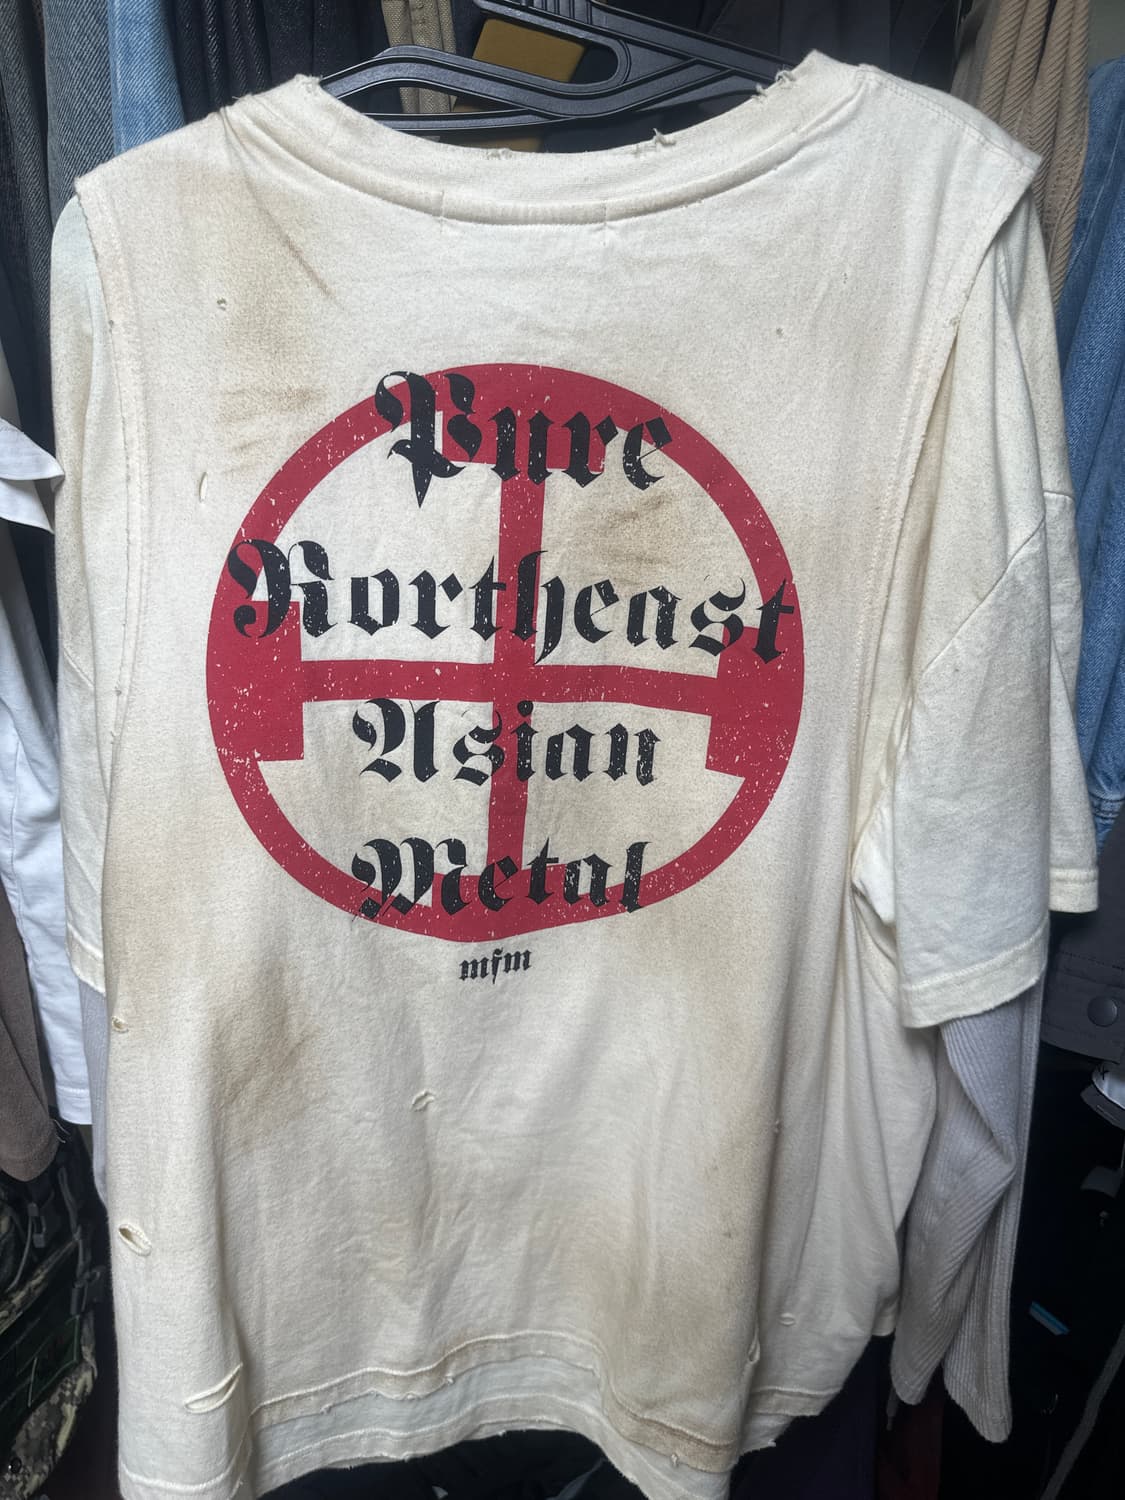 Pure
Northeast
Asian
Metal
mfm